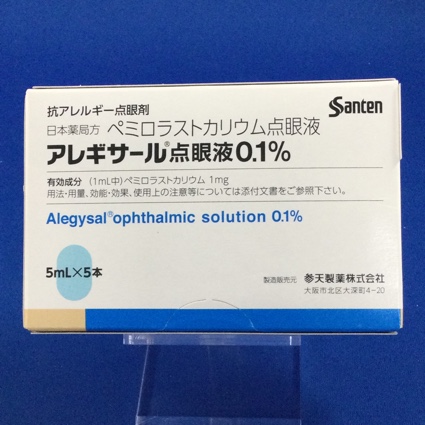 Santen
抗アレルギー点眼剤
日本薬局方 ペミロラストカリウム点眼液
アレギサール®点眼液0.1%
有効成分 (1mL中)ペミロラストカリウム 1mg
用法・用量、効能・効果、使用上の注意等については添付文書をご参照下さい。
Alegysal®ophthalmic solution 0.1%
5mL×5本
製造販売元 参天製薬株式会社
大阪市北区大深町4-20